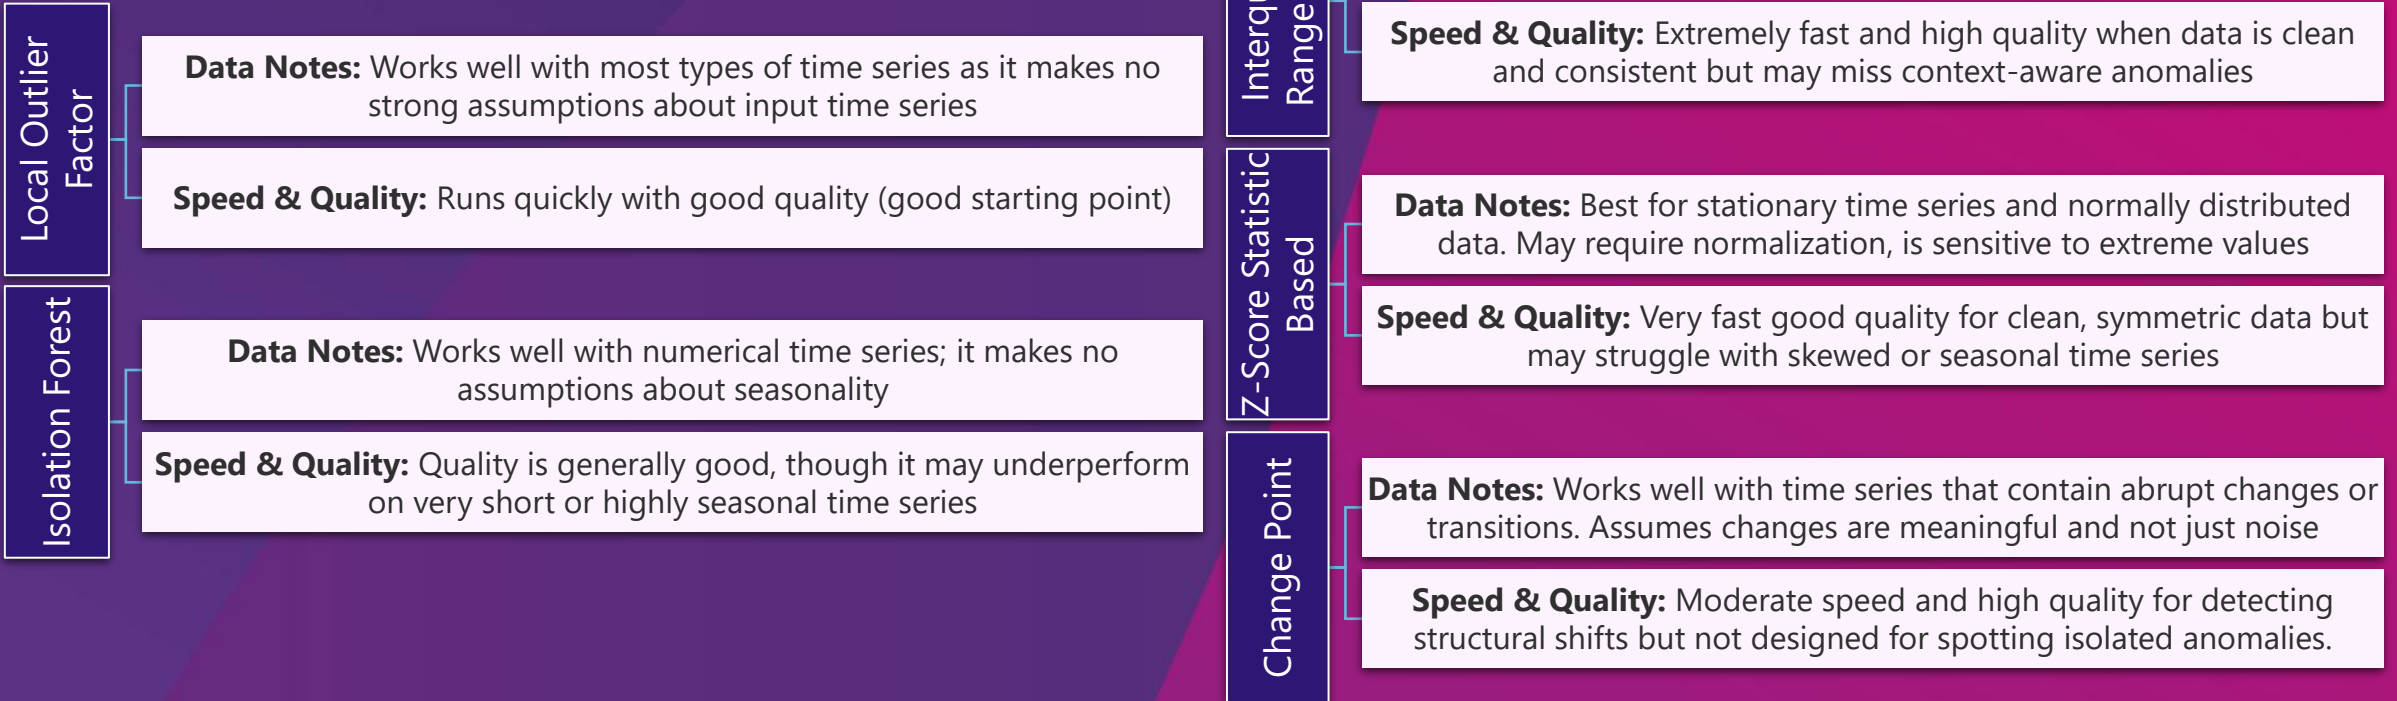 Local Outlier
Factor
Data Notes: Works well with most types of time series as it makes no
strong assumptions about input time series
Speed & Quality: Runs quickly with good quality (good starting point)
Isolation Forest
Data Notes: Works well with numerical time series; it makes no
assumptions about seasonality
Speed & Quality: Quality is generally good, though it may underperform
on very short or highly seasonal time series
Range
Speed & Quality: Extremely fast and high quality when data is clean
and consistent but may miss context-aware anomalies
Z-Score Statistic
Based
Data Notes: Best for stationary time series and normally distributed
data. May require normalization, is sensitive to extreme values
Speed & Quality: Very fast good quality for clean, symmetric data but
may struggle with skewed or seasonal time series
Change Point
Data Notes: Works well with time series that contain abrupt changes or
transitions. Assumes changes are meaningful and not just noise
Speed & Quality: Moderate speed and high quality for detecting
structural shifts but not designed for spotting isolated anomalies.